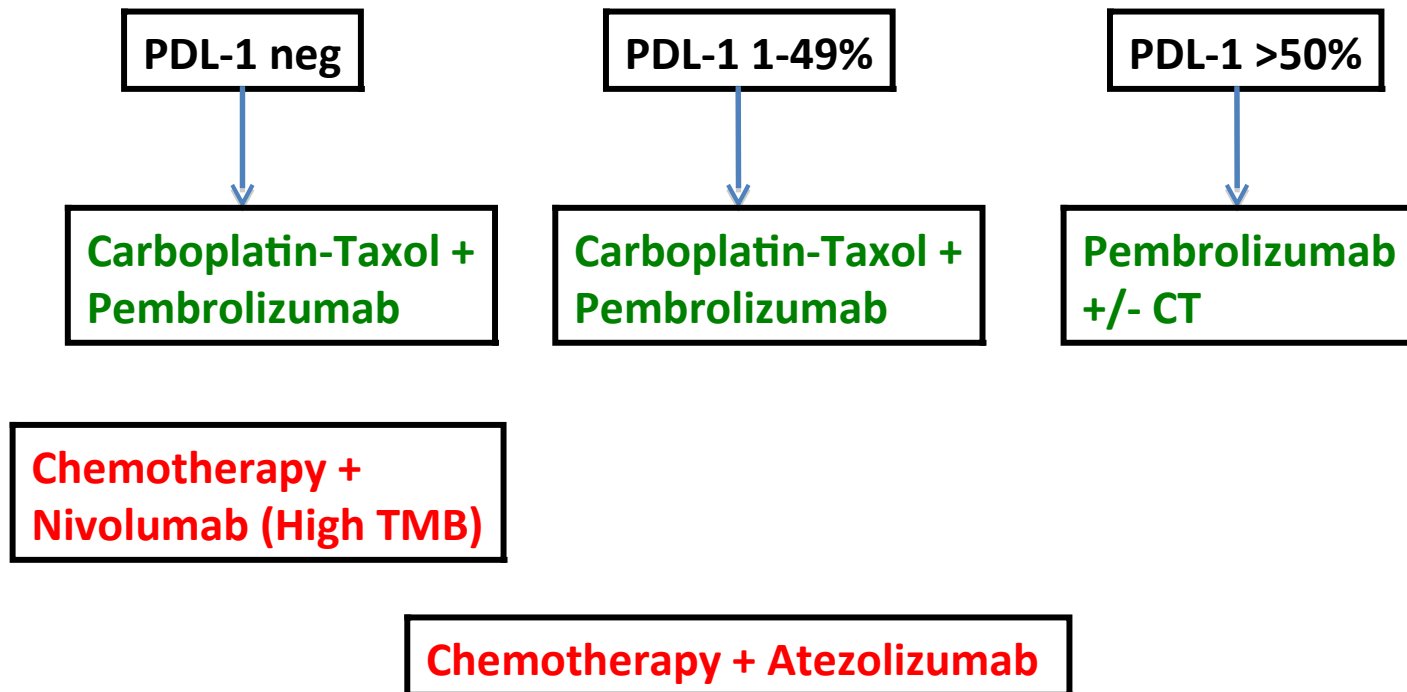 PDL-1 neg
PDL-1 1-49%
PDL-1 >50%
Carboplatin-Taxol +
Pembrolizumab
Carboplatin-Taxol +
Pembrolizumab
Pembrolizumab
+/- CT
Chemotherapy +
Nivolumab (High TMB)
Chemotherapy + Atezolizumab